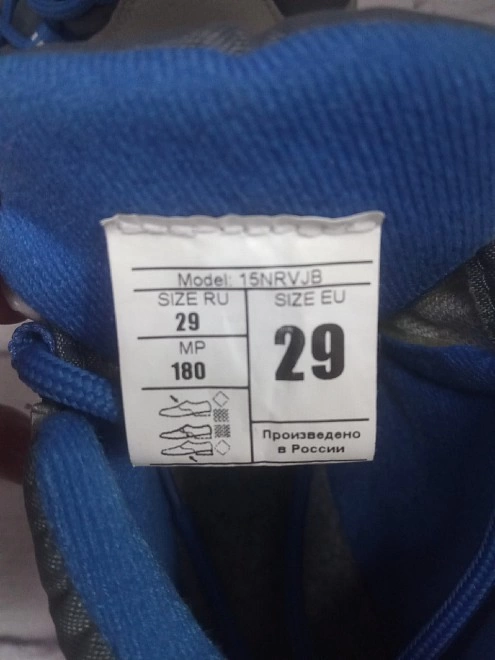 Model: 15NRVJB
SIZE RU
29
MP
180
SIZE EU
29
Произведено
в России